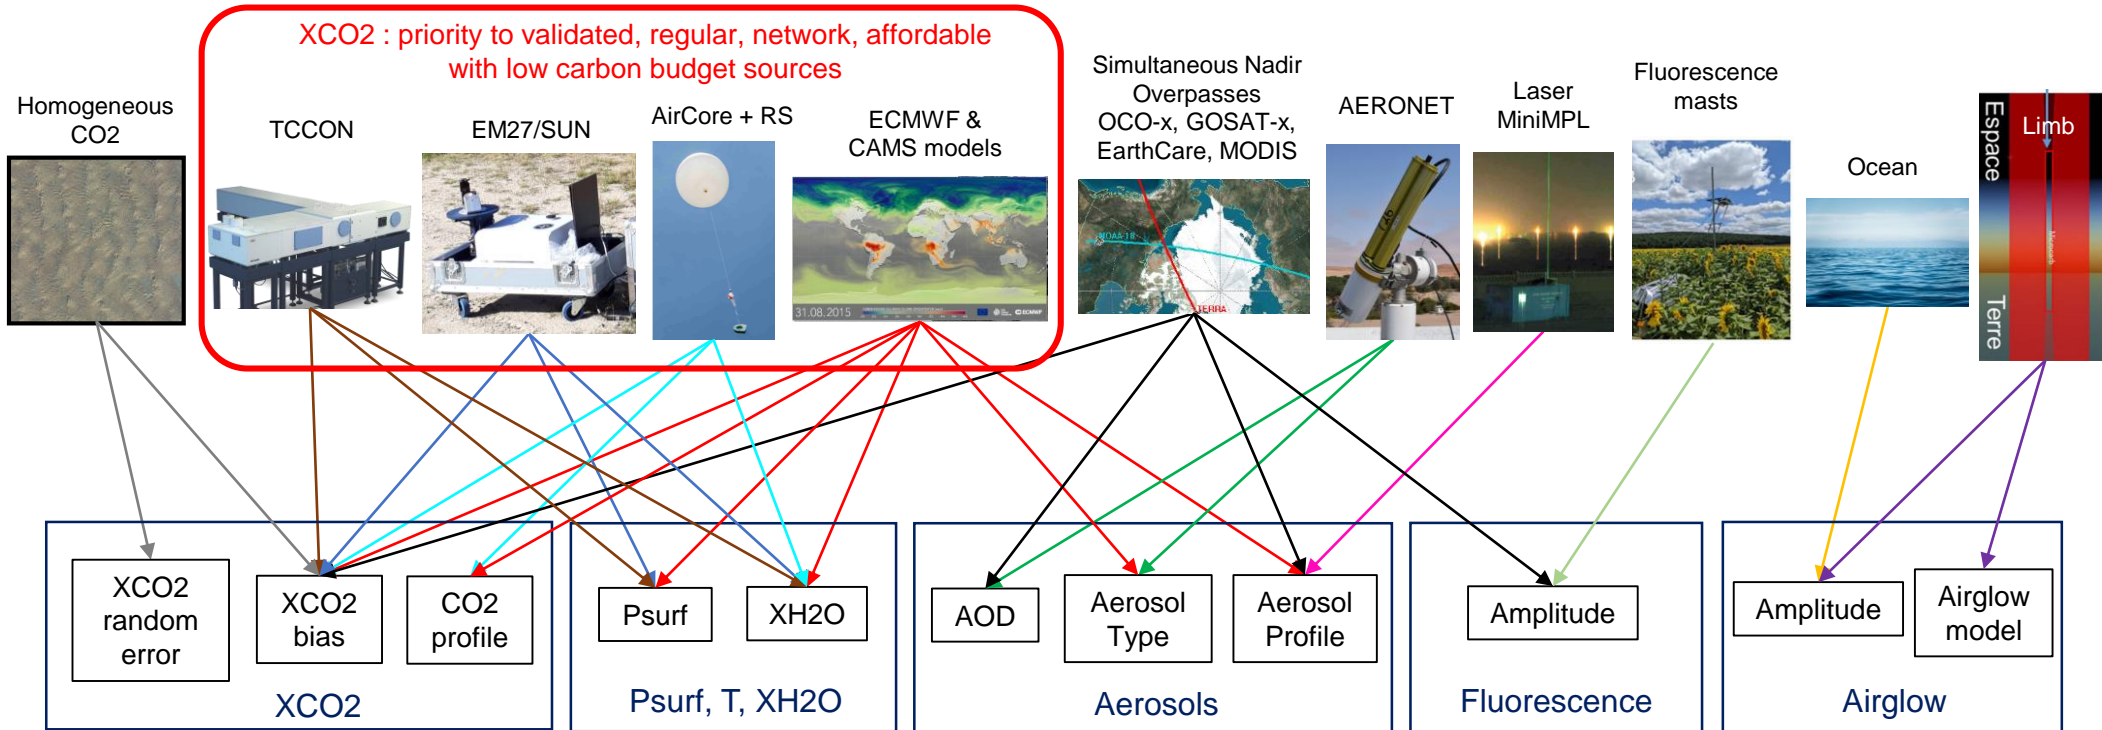 XCO2 : priority to validated, regular, network, affordable
with low carbon budget sources
Homogeneous
CO2
TCCON
EM27/SUN
AirCore + RS
ECMWF &
CAMS models
Simultaneous Nadir
Overpasses
OCO-x, GOSAT-x,
EarthCare, MODIS
AERONET
Laser
MiniMPL
Fluorescence
masts
Ocean
Espace
Limb
Terre
NOAA-18
TERRA
31.08.2015
ECMWF
XCO2
random
error
XCO2
bias
CO2
profile
XCO2
Psurf
XH2O
Psurf, T, XH2O
AOD
Aerosol
Type
Aerosol
Profile
Aerosols
Amplitude
Fluorescence
Amplitude
Airglow
model
Airglow